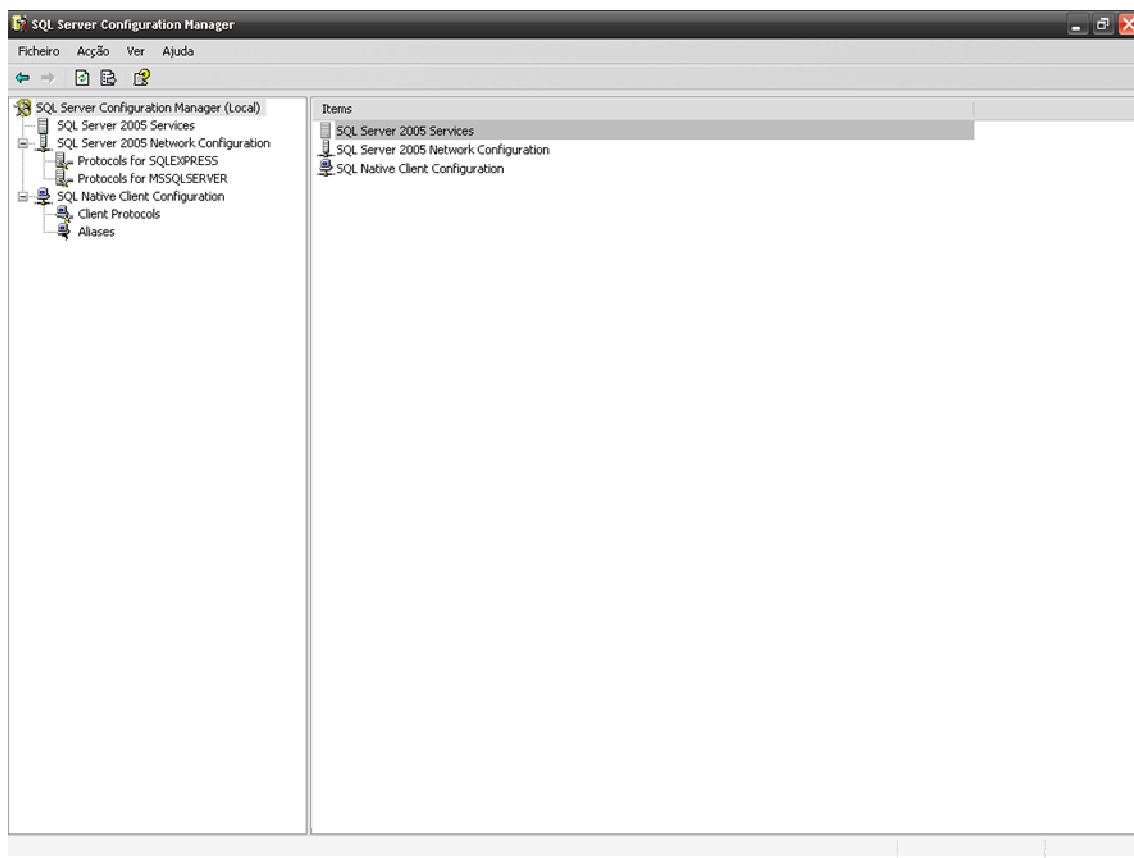 SQL Server Configuration Manager
Ficheiro Acção Ver Ajuda
SQL Server Configuration Manager (Local)
SQL Server 2005 Services
SQL Server 2005 Network Configuration
Protocols for SQLEXPRESS
Protocols for MSSQLSERVER
SQL Native Client Configuration
Client Protocols
Aliases
Items
SQL Server 2005 Services
SQL Server 2005 Network Configuration
SQL Native Client Configuration